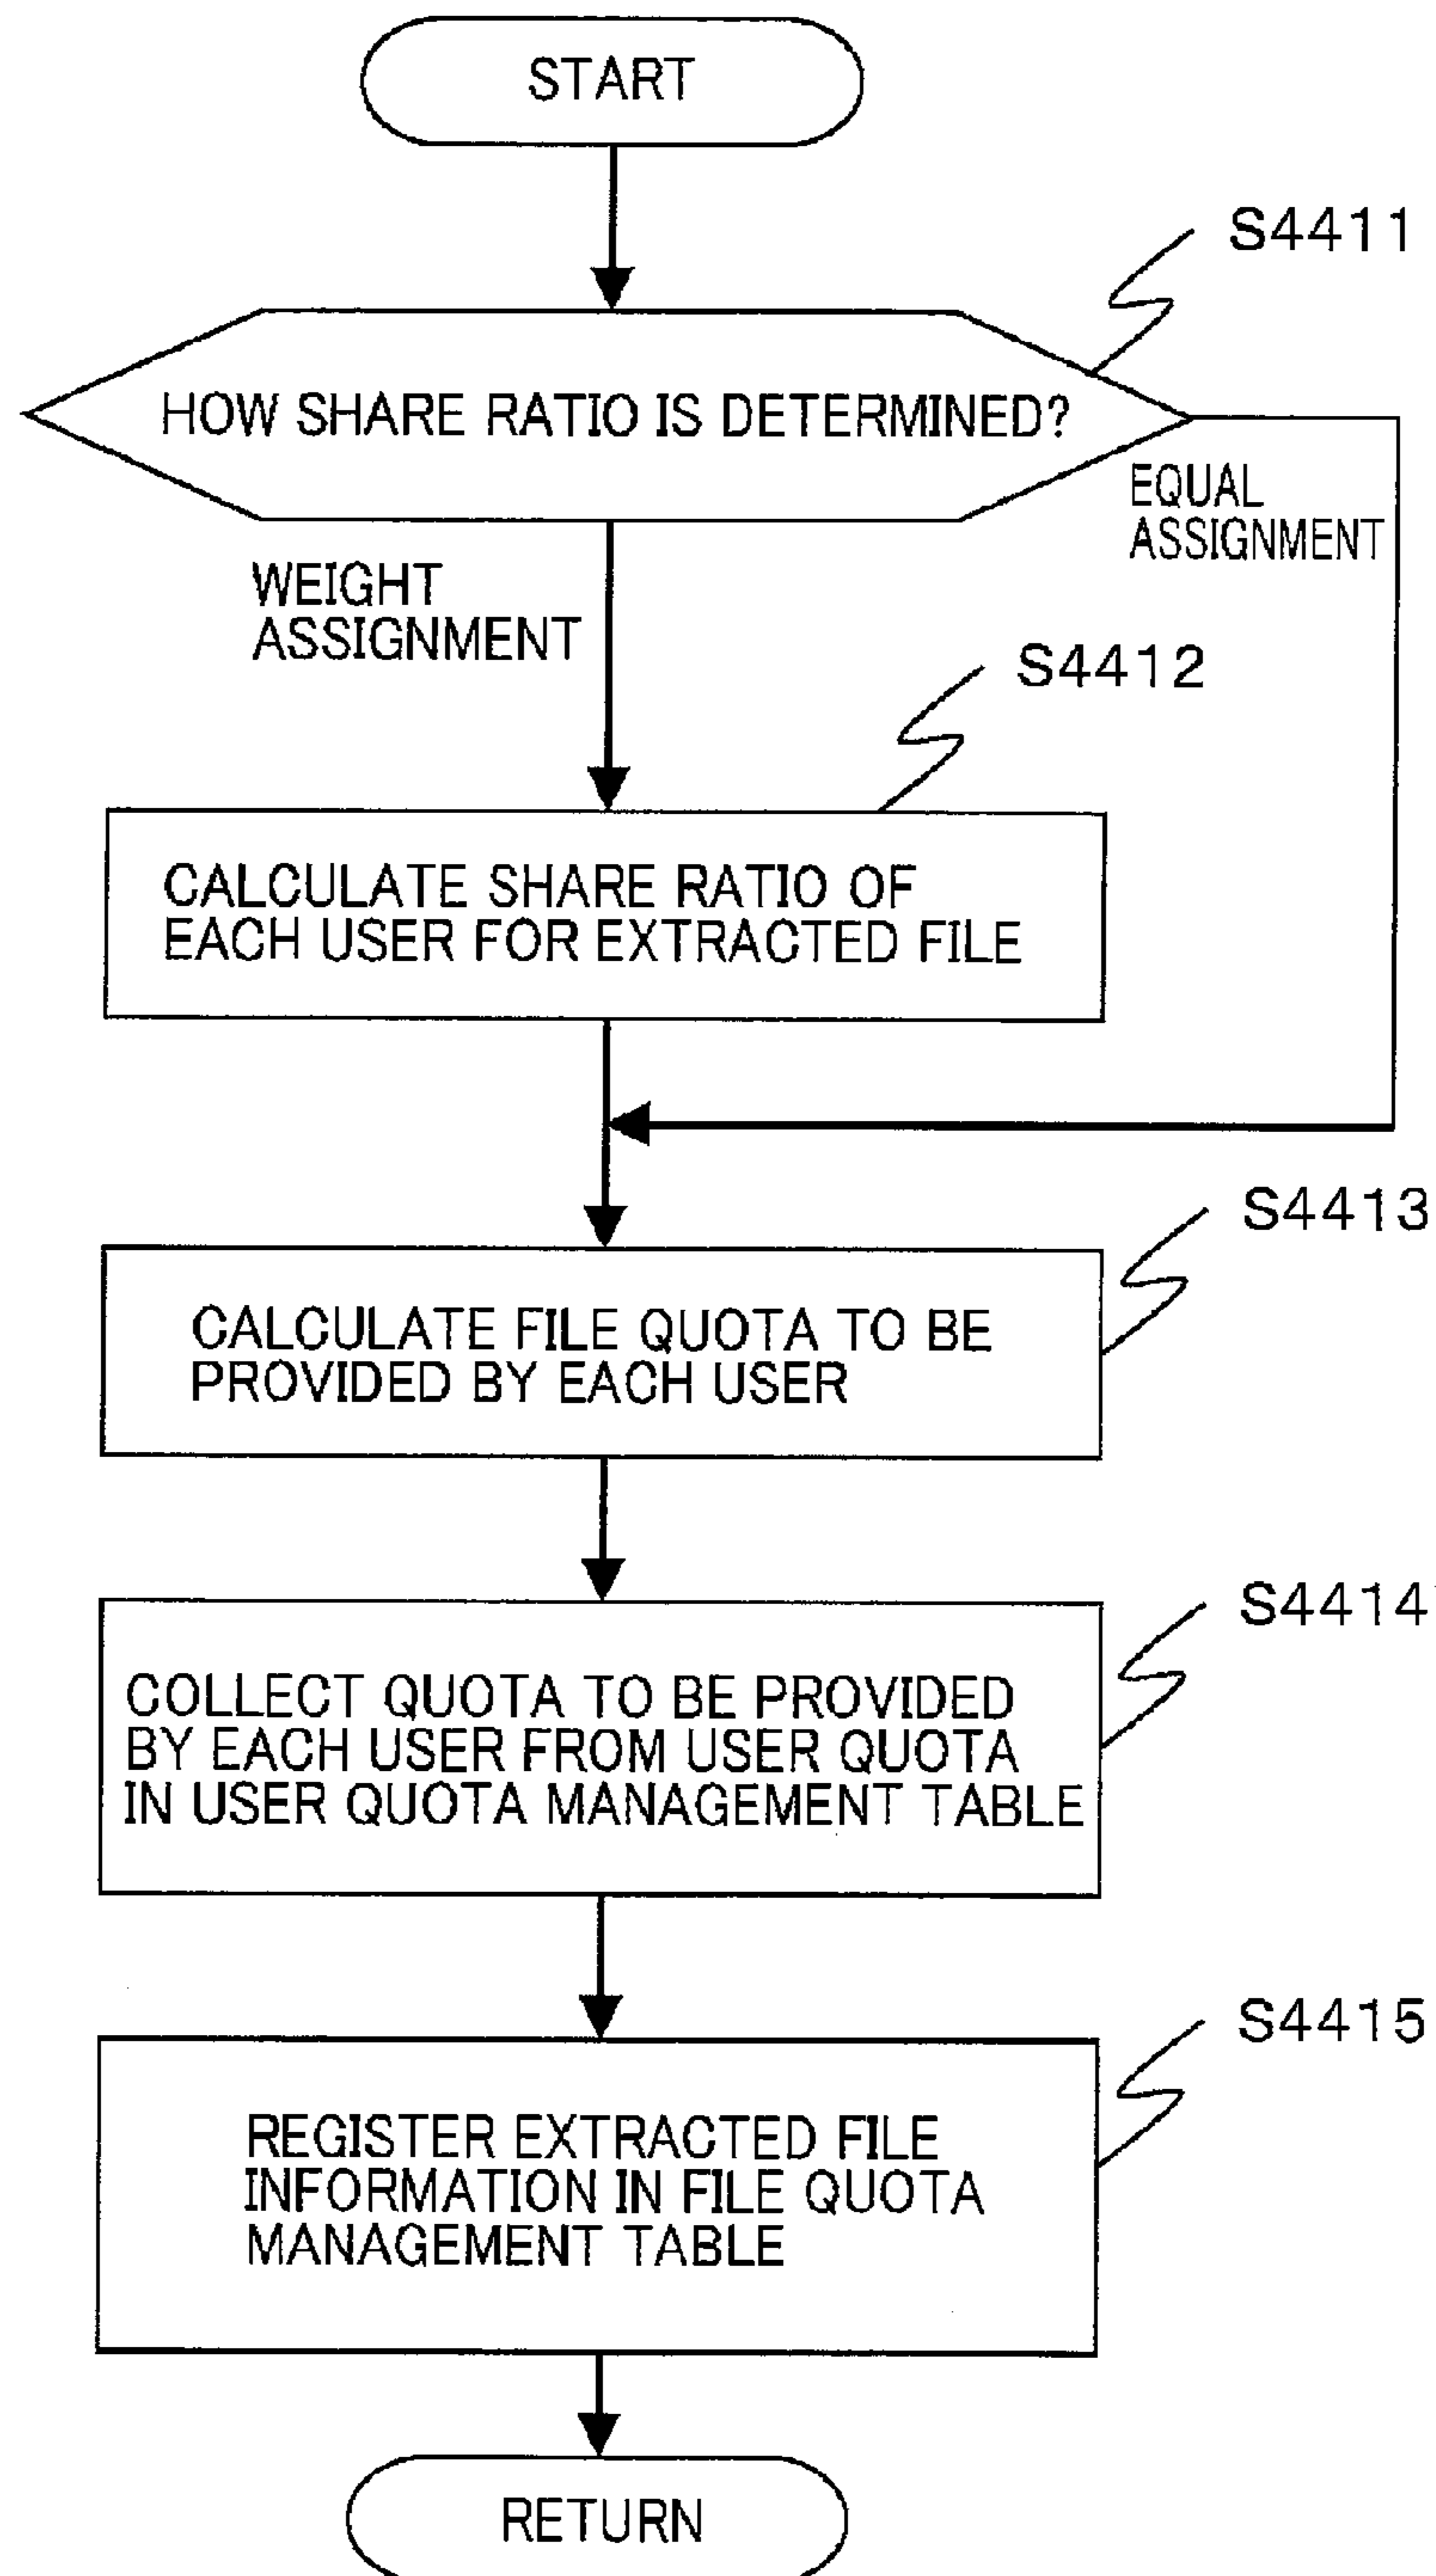 START
S4411
HOW SHARE RATIO IS DETERMINED?
EQUAL
ASSIGNMENT
WEIGHT
ASSIGNMENT
S4412
CALCULATE SHARE RATIO OF
EACH USER FOR EXTRACTED FILE
S4413
CALCULATE FILE QUOTA TO BE
PROVIDED BY EACH USER
S4414
COLLECT QUOTA TO BE PROVIDED
BY EACH USER FROM USER QUOTA
IN USER QUOTA MANAGEMENT TABLE
S4415
REGISTER EXTRACTED FILE
INFORMATION IN FILE QUOTA
MANAGEMENT TABLE
RETURN